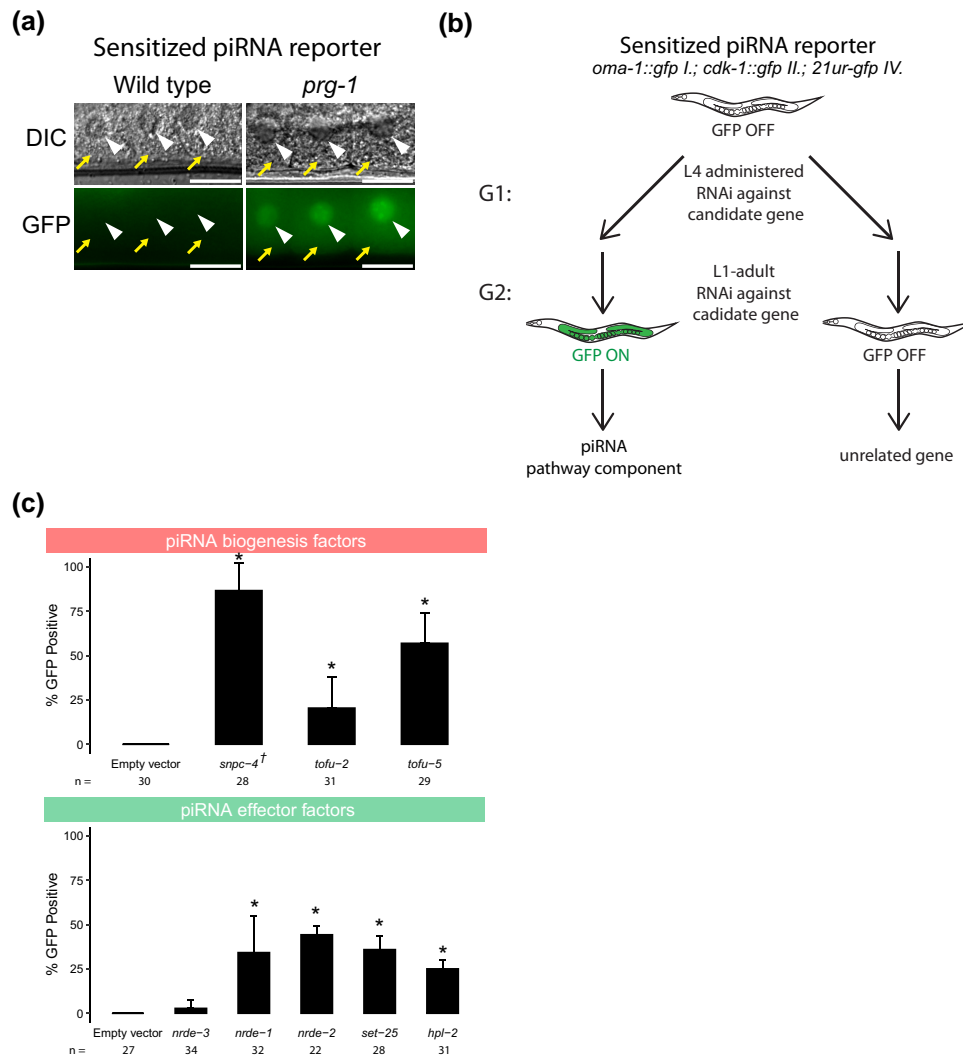 (a)
Sensitized piRNA reporter
Wild type
prg-1
DIC
GFP
(b)
Sensitized piRNA reporter
oma-1::gfp I.; cdk-1::gfp II.; 21ur-gfp IV.
GFP OFF
G1:
L4 administered
RNAi against
candidate gene
G2:
L1-adult
RNAi against
cadidate gene
GFP ON
GFP OFF
piRNA
pathway component
unrelated gene
(c)
piRNA biogenesis factors
% GFP Positive
100
75
50
25
0
* * *
Empty vector snpc-4† tofu-2 tofu-5
n = 30 28 31 29
piRNA effector factors
% GFP Positive
100
75
50
25
0
* * * *
Empty vector nrde-3 nrde-1 nrde-2 set-25 hpl-2
n = 27 34 32 22 28 31